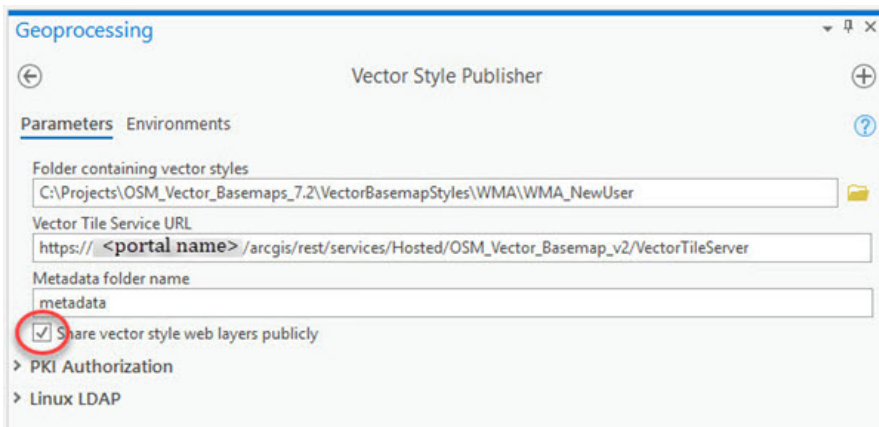 Geoprocessing
Vector Style Publisher
Parameters Environments
Folder containing vector styles
C:\Projects\OSM_Vector_Basemaps_7.2\VectorBasemapStyles\WMA\WMA_NewUser
Vector Tile Service URL
https:// <portal name> /arcgis/rest/services/Hosted/OSM_Vector_Basemap_v2/VectorTileServer
Metadata folder name
metadata
Share vector style web layers publicly
PKI Authorization
Linux LDAP